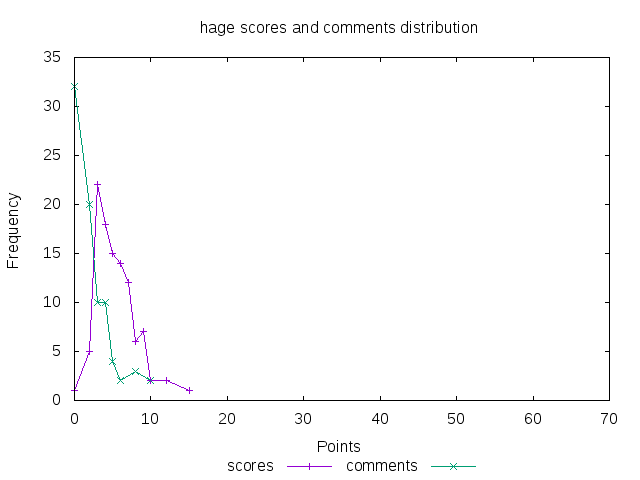 hage scores and comments distribution
35
30
25
20
15
10
5
0
Frequency
0 10 20 30 40 50 60 70
Points
scores comments